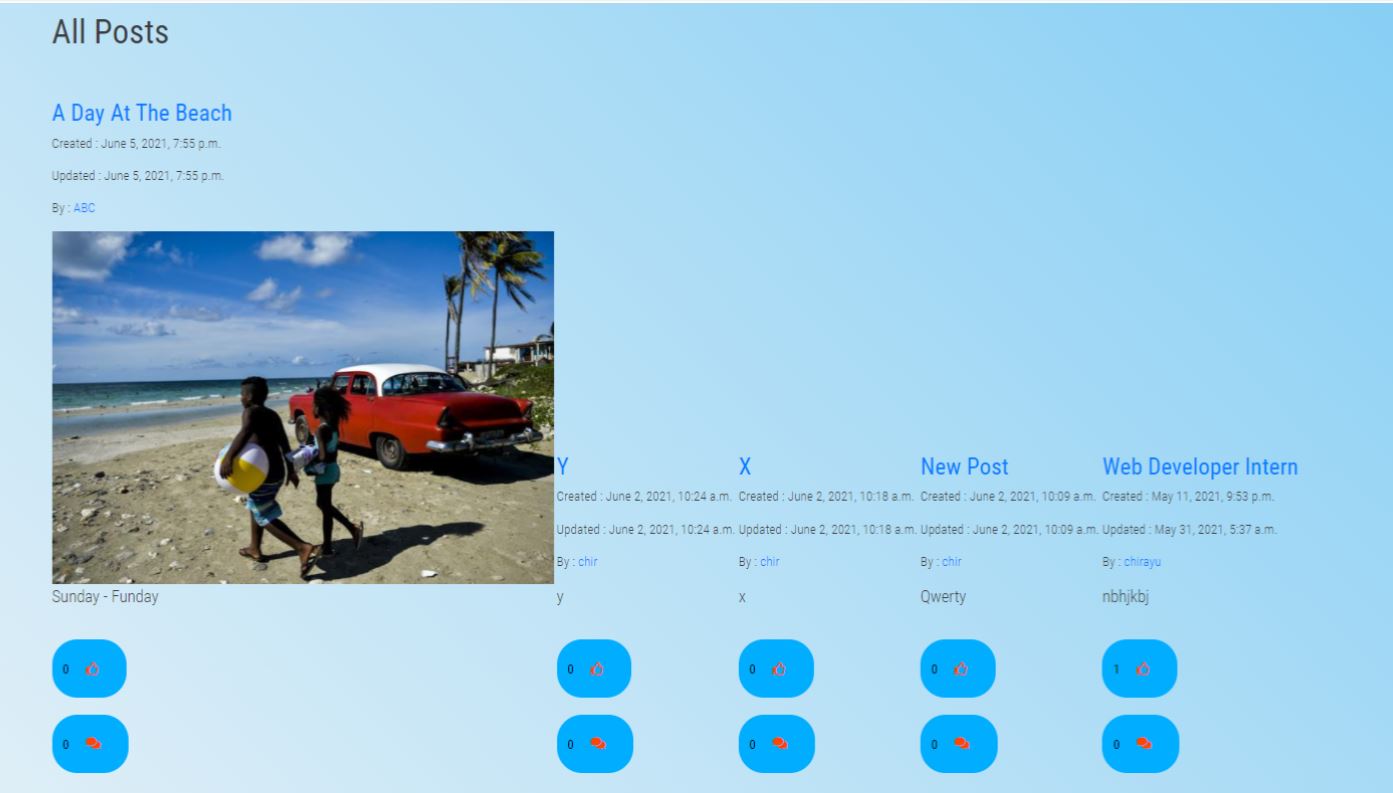 All Posts
A Day At The Beach
Created : June 5, 2021, 7:55 p.m.
Updated : June 5, 2021, 7:55 p.m.
By : ABC
Sunday - Funday
0
0
Y
Created : June 2, 2021, 10:24 a.m.
Updated : June 2, 2021, 10:24 a.m.
By : chir
y
0
0
X
Created : June 2, 2021, 10:18 a.m.
Updated : June 2, 2021, 10:18 a.m.
By : chir
x
0
0
New Post
Created : June 2, 2021, 10:09 a.m.
Updated : June 2, 2021, 10:09 a.m.
By : chir
Qwerty
0
0
Web Developer Intern
Created : May 11, 2021, 9:53 p.m.
Updated : May 31, 2021, 5:37 a.m.
By : chirayu
nbhjkbj
1
0